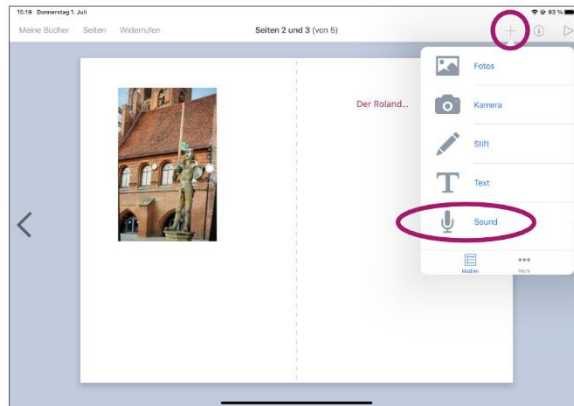 15:19 Donnerstag 1. Juli
93 %
Meine Bücher Seiten Widerrufen Seiten 2 und 3 (von 5)
Fotos
Der Roland...
Kamera
Stift
Text
Sound
Medien Mehr